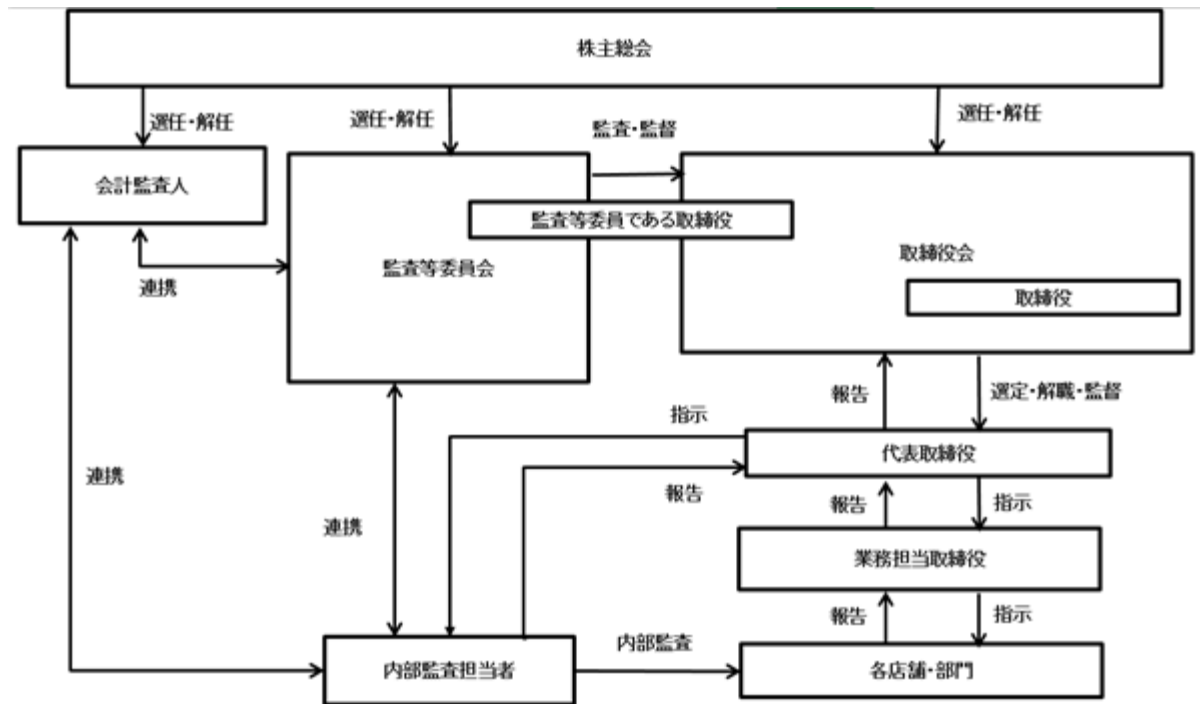 株主総会
選任・解任
選任・解任
選任・解任
監査・監督
会計監査人
監査等委員である取締役
監査等委員会
取締役会
取締役
連携
報告
選定・解職・監督
指示
代表取締役
連携
報告
報告
指示
連携
業務担当取締役
報告
指示
内部監査
内部監査担当者
各店舗・部門